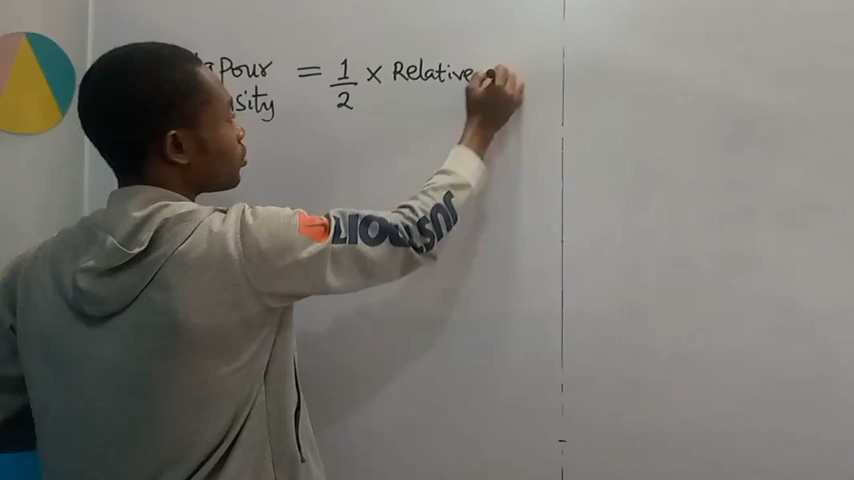 pour = 1/2 × Relative
sity